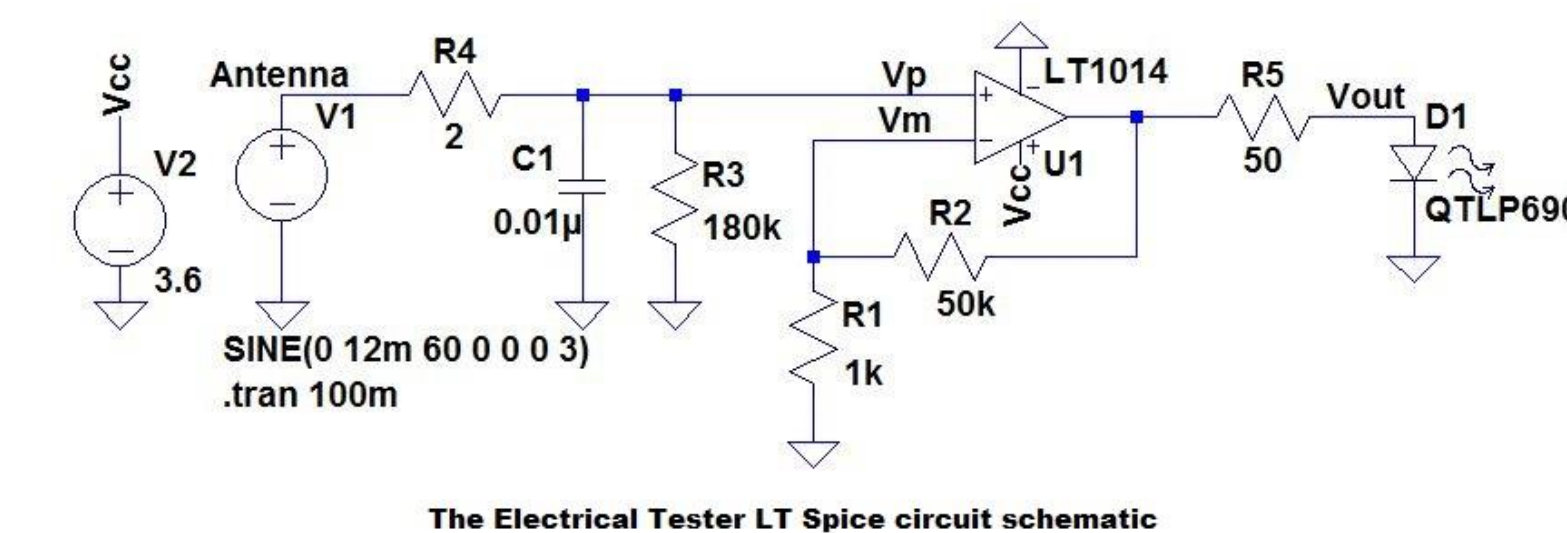 Vcc
V2
3.6
Antenna
V1
SINE(0 12m 60 0 0 0 3)
.tran 100m
R4
2
C1
0.01µ
R3
180k
Vp
Vm
LT1014
U1
Vcc
R2
50k
R1
1k
R5
50
Vout
D1
QTLP690
The Electrical Tester LT Spice circuit schematic